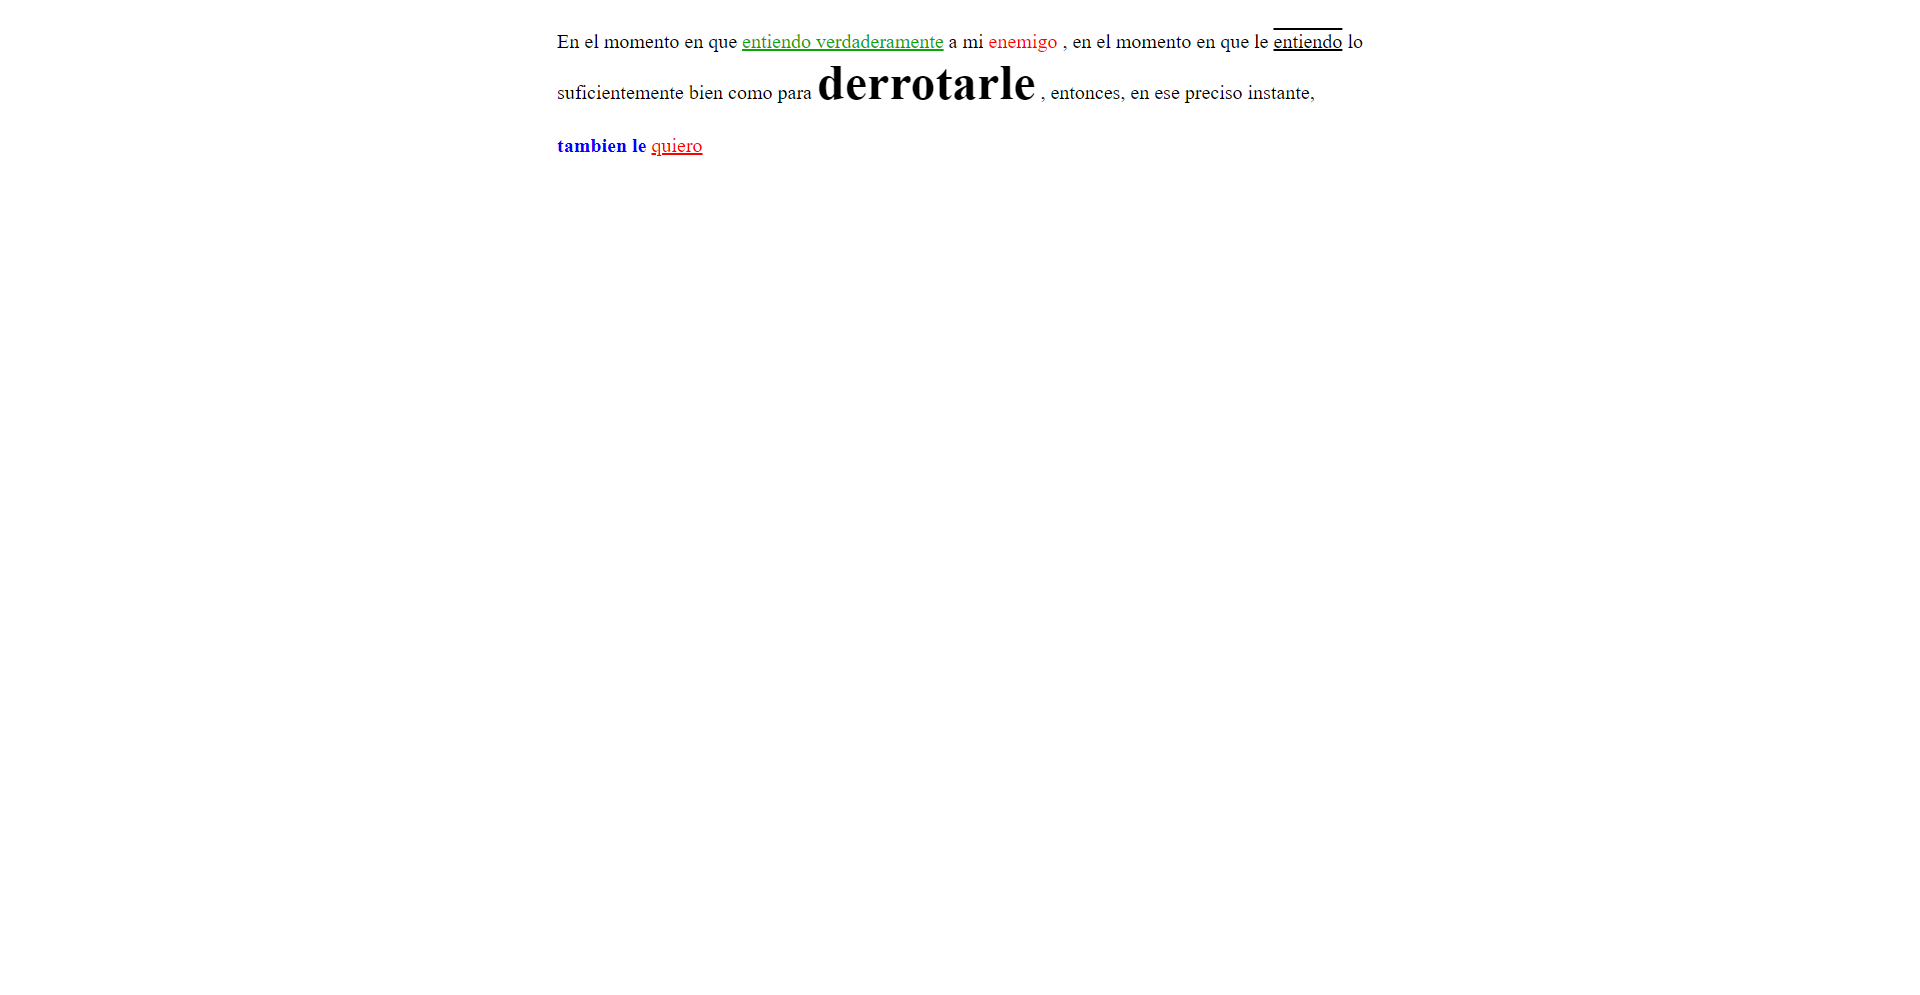 En el momento en que entiendo verdaderamente a mi enemigo , en el momento en que le entiendo lo
suficientemente bien como para derrotarle , entonces, en ese preciso instante,
tambien le quiero